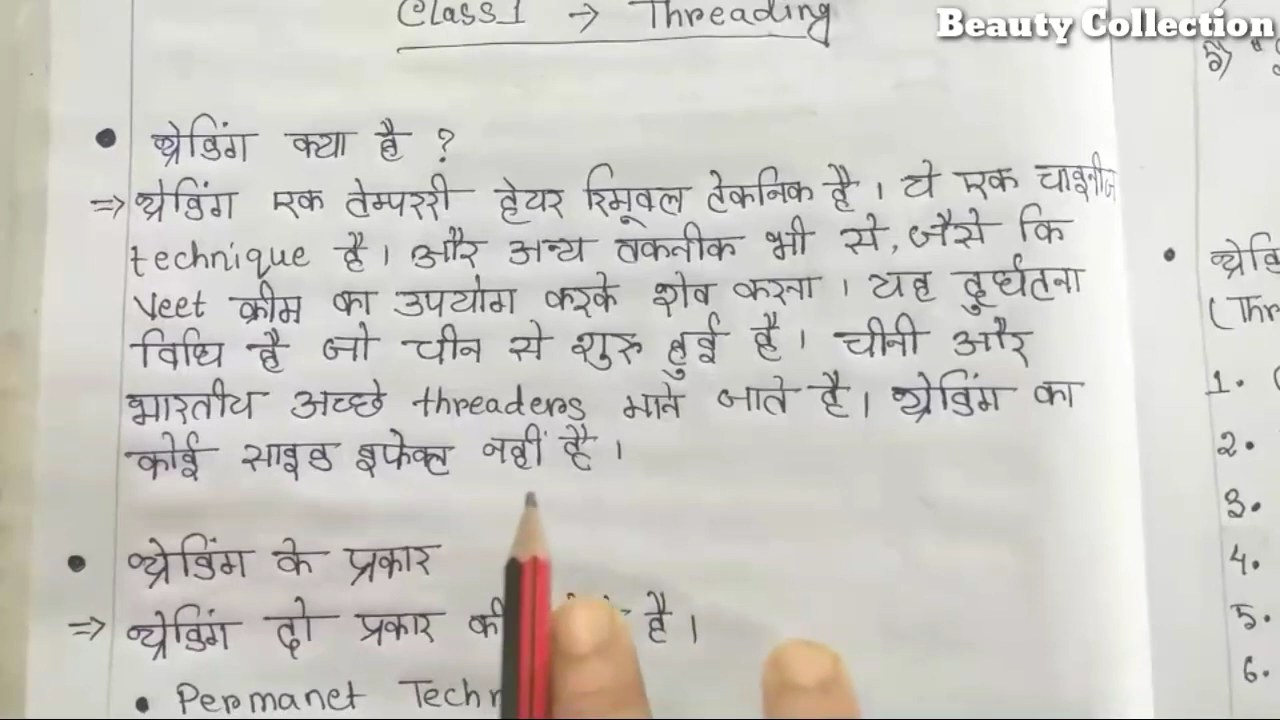 Class 1 → Threading
Beauty Collection
• थ्रेडिंग क्या है ?
⇒ थ्रेडिंग एक तेम्परी हेयर रिमूवल टेकनिक है। ये एक चाइनीज
technique है। और अन्य तकनीक भी से, जैसे कि
Veet क्रीम का उपयोग करके शेव करना। यह दुर्घतना
विधि है जो चीन से शुरु हुई है। चीनी और
भारतीय अच्छे threaders माने जाते है। थ्रेडिंग का
कोई साइड इफेक्ट नहीं है।
• थ्रेडिंग के प्रकार
⇒ थ्रेडिंग दो प्रकार की है।
• Permanet Techn
• थ्रेडि
(Thr
1.
2.
3.
4.
5.
6.